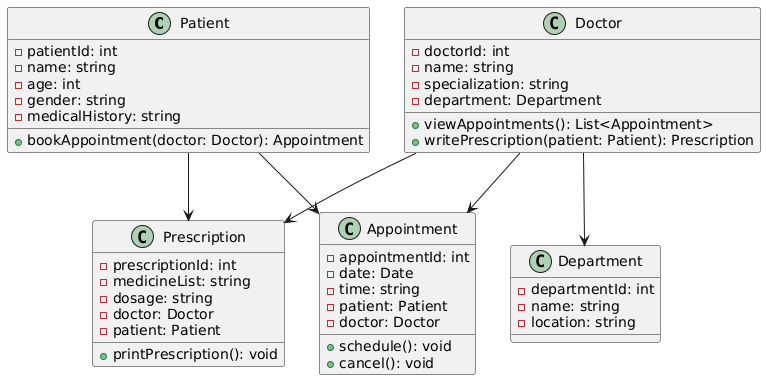 C Patient
patientId: int
name: string
age: int
gender: string
medicalHistory: string
bookAppointment(doctor: Doctor): Appointment
C Doctor
doctorId: int
name: string
specialization: string
department: Department
viewAppointments(): List<Appointment>
writePrescription(patient: Patient): Prescription
C Prescription
prescriptionId: int
medicineList: string
dosage: string
doctor: Doctor
patient: Patient
printPrescription(): void
C Appointment
appointmentId: int
date: Date
time: string
patient: Patient
doctor: Doctor
schedule(): void
cancel(): void
C Department
departmentId: int
name: string
location: string